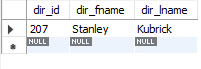 dir_id dir_fname dir_lname
207 Stanley Kubrick
NULL NULL NULL